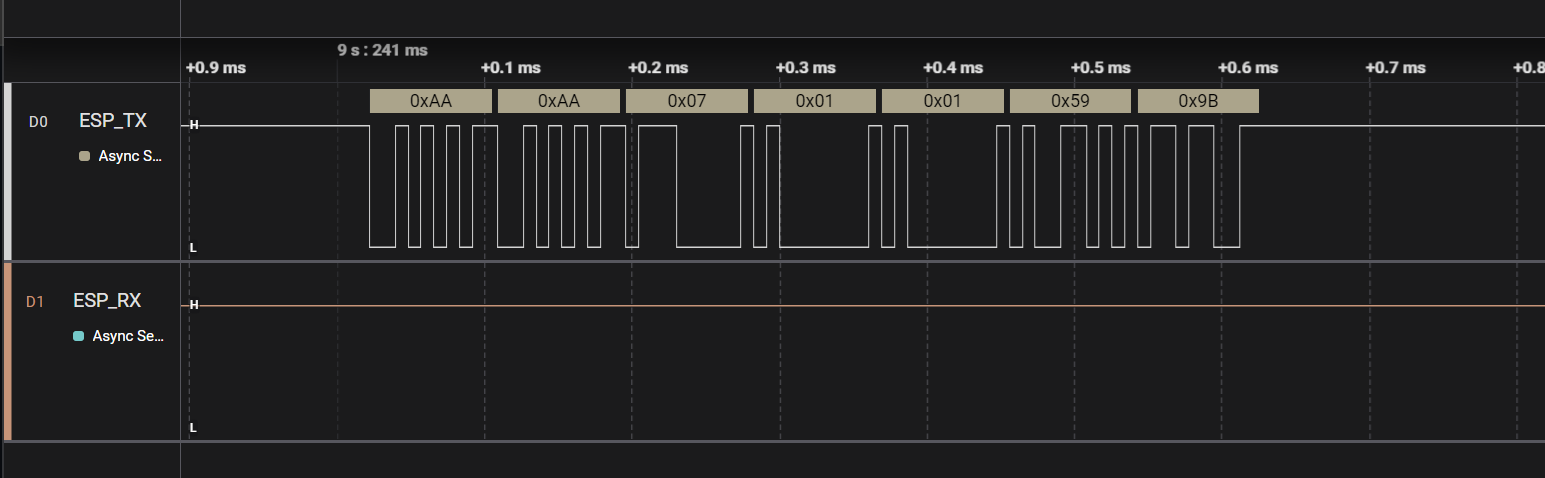 9 s : 241 ms
+0.9 ms +0.1 ms +0.2 ms +0.3 ms +0.4 ms +0.5 ms +0.6 ms +0.7 ms +0.8
0xAA 0xAA 0x07 0x01 0x01 0x59 0x9B
D0 ESP_TX H
Async S...
L
D1 ESP_RX H
Async Se...
L